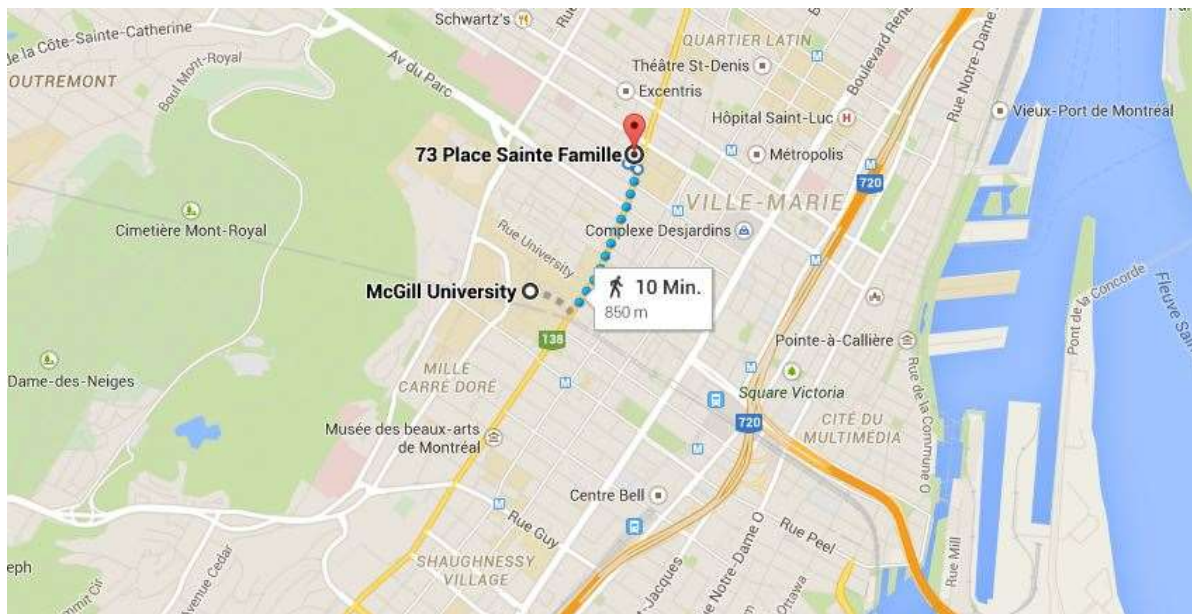 Schwartz's
Rue
de la Côte-Sainte-Catherine
QUARTIER LATIN
Boulevard René
Rue Notre-Dame
OUTREMONT
Boul Mont-Royal
Av du Parc
Théâtre St-Denis
Excentris
Hôpital Saint-Luc
H
Vieux-Port de Montréal
M
73 Place Sainte Famille
M
Métropolis
M
720
VILLE-MARIE
M
Cimetière Mont-Royal
Rue University
Complexe Desjardins
M
McGill University
10 Min.
850 m
Pont de la Concorde
Fleuve Sain
138
Pointe-à-Callière
Dame-des-Neiges
MILLE
CARRÉ DORÉ
M
M
Square Victoria
Rue de la Commune O
Musée des beaux-arts
de Montréal
M
720
CITÉ DU
MULTIMÉDIA
M
Centre Bell
M
Rue Guy
Rue Peel
eph
Avenue Cedar
SHAUGHNESSY
VILLAGE
t-Jacques
Rue Notre-Dame O
Ottawa
Rue Mill